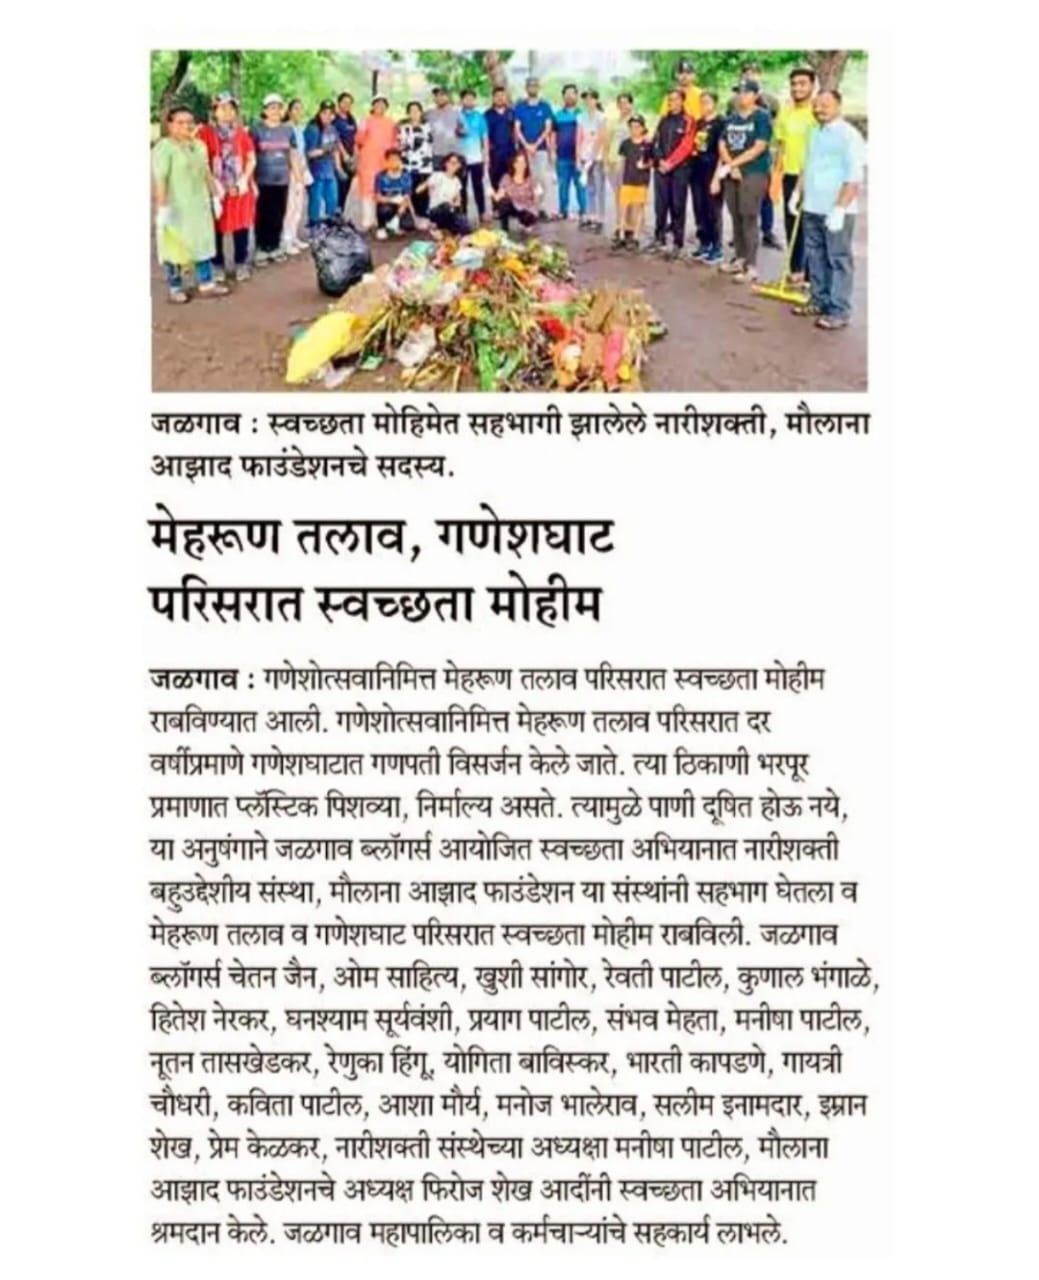 जळगाव : स्वच्छता मोहिमेत सहभागी झालेले नारीशक्ती, मौलाना
आझाद फाउंडेशनचे सदस्य.
मेहरूण तलाव, गणेशघाट
परिसरात स्वच्छता मोहीम
जळगाव : गणेशोत्सवानिमित्त मेहरूण तलाव परिसरात स्वच्छता मोहीम
राबविण्यात आली. गणेशोत्सवानिमित्त मेहरूण तलाव परिसरात दर
वर्षीप्रमाणे गणेशघाटात गणपती विसर्जन केले जाते. त्या ठिकाणी भरपूर
प्रमाणात प्लॅस्टिक पिशव्या, निर्माल्य असते. त्यामुळे पाणी दूषित होऊ नये,
या अनुषंगाने जळगाव ब्लॉगर्स आयोजित स्वच्छता अभियानात नारीशक्ती
बहुउद्देशीय संस्था, मौलाना आझाद फाउंडेशन या संस्थांनी सहभाग घेतला व
मेहरूण तलाव व गणेशघाट परिसरात स्वच्छता मोहीम राबविली. जळगाव
ब्लॉगर्स चेतन जैन, ओम साहित्य, खुशी सांगोर, रेवती पाटील, कुणाल भंगाळे,
हितेश नेरकर, घनश्याम सूर्यवंशी, प्रयाग पाटील, संभव मेहता, मनीषा पाटील,
नूतन तासखेडकर, रेणुका हिंगू, योगिता बाविस्कर, भारती कापडणे, गायत्री
चौधरी, कविता पाटील, आशा मौर्य, मनोज भालेराव, सलीम इनामदार, इम्रान
शेख, प्रेम केळकर, नारीशक्ती संस्थेच्या अध्यक्षा मनीषा पाटील, मौलाना
आझाद फाउंडेशनचे अध्यक्ष फिरोज शेख आदींनी स्वच्छता अभियानात
श्रमदान केले. जळगाव महापालिका व कर्मचाऱ्यांचे सहकार्य लाभले.